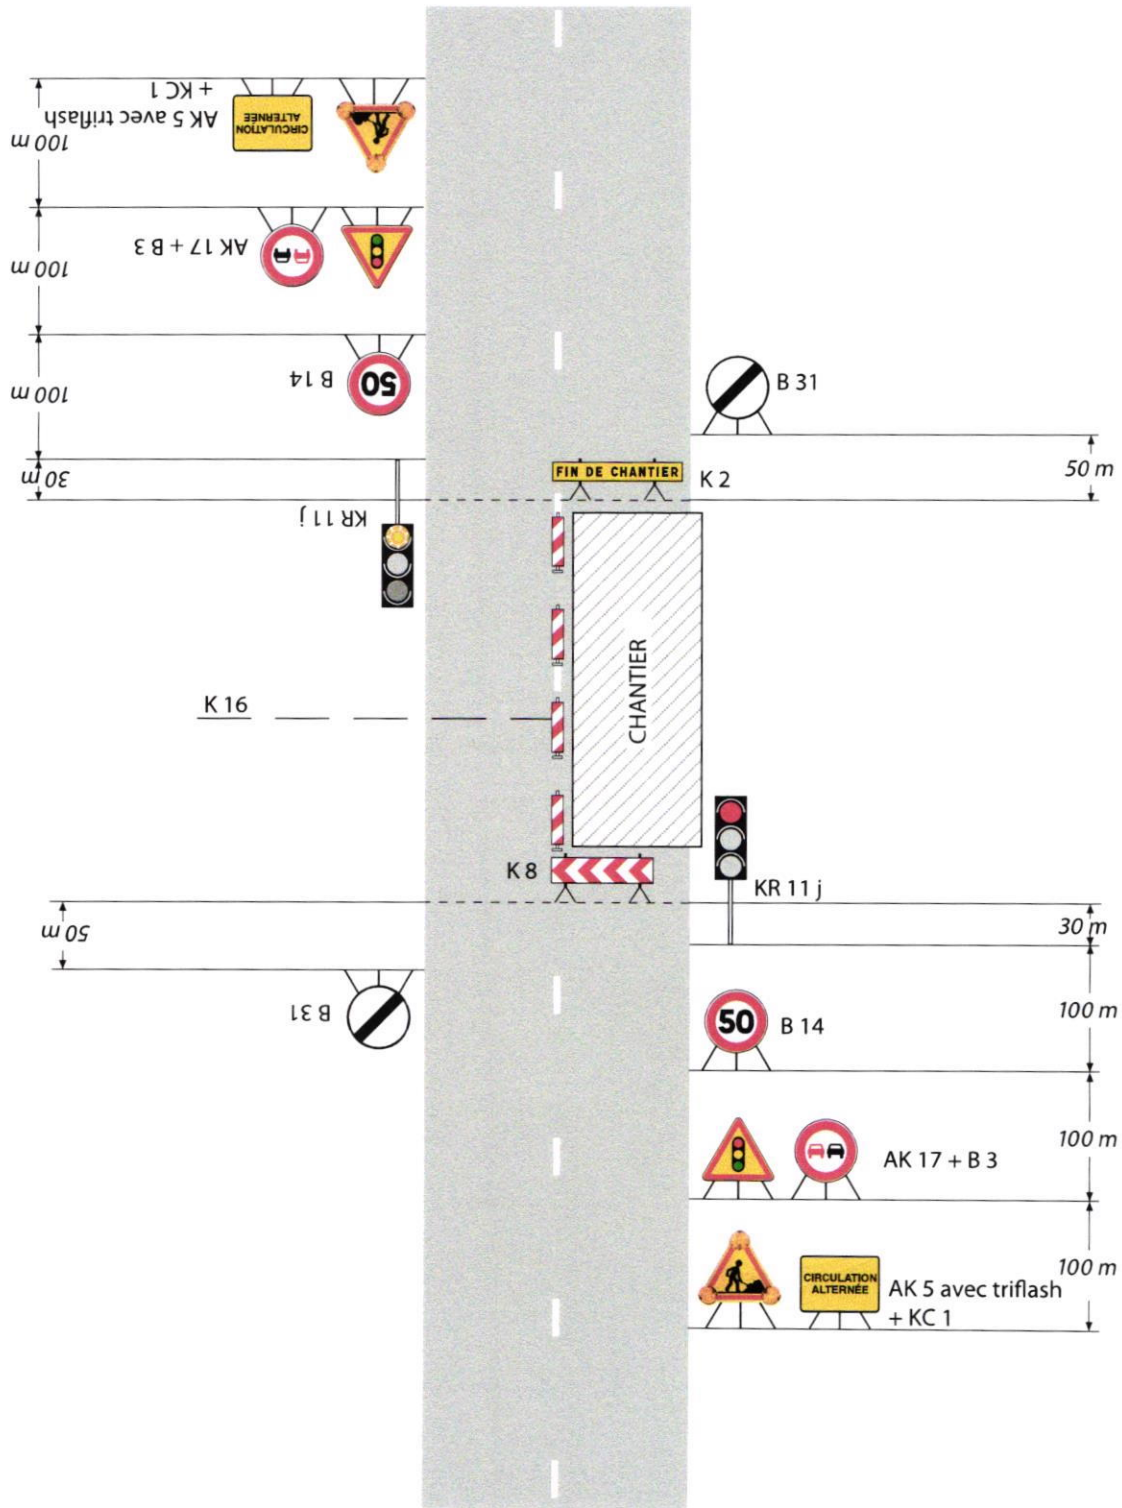 100 m
+ KC 1
AK 5 avec triflash
CIRCULATION
ALTERNÉE
100 m
AK 17 + B 3
100 m
B 14
50
30 m
KR 11 j
B 31
50 m
FIN DE CHANTIER
K 2
CHANTIER
K 16
K 8
KR 11 j
30 m
50 m
B 31
50
B 14
100 m
AK 17 + B 3
100 m
CIRCULATION
ALTERNÉE
AK 5 avec triflash
+ KC 1
100 m